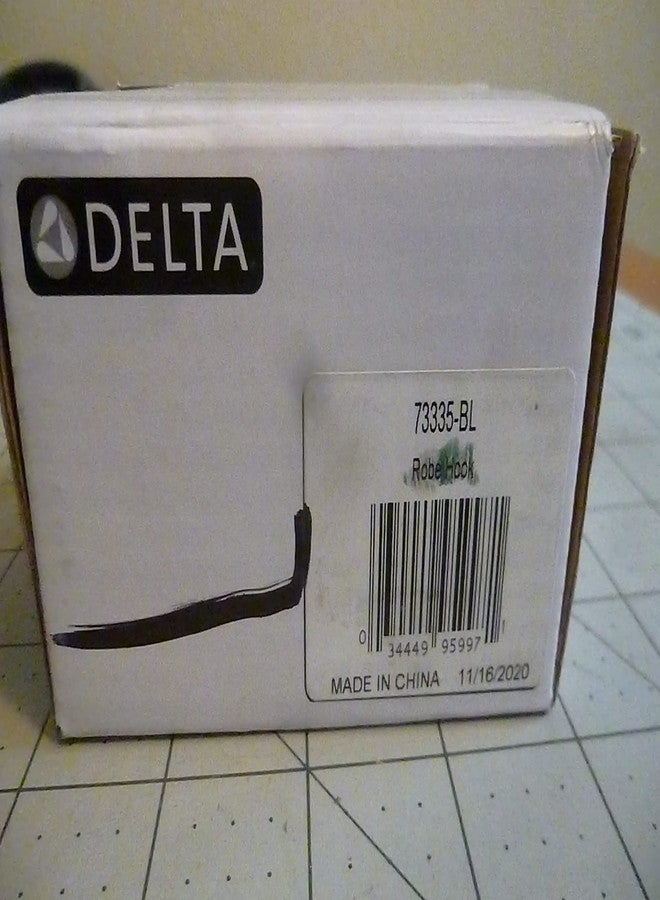 DELTA
73335-BL
Robe Hook
0 34449 95997 1
MADE IN CHINA 11/16/2020